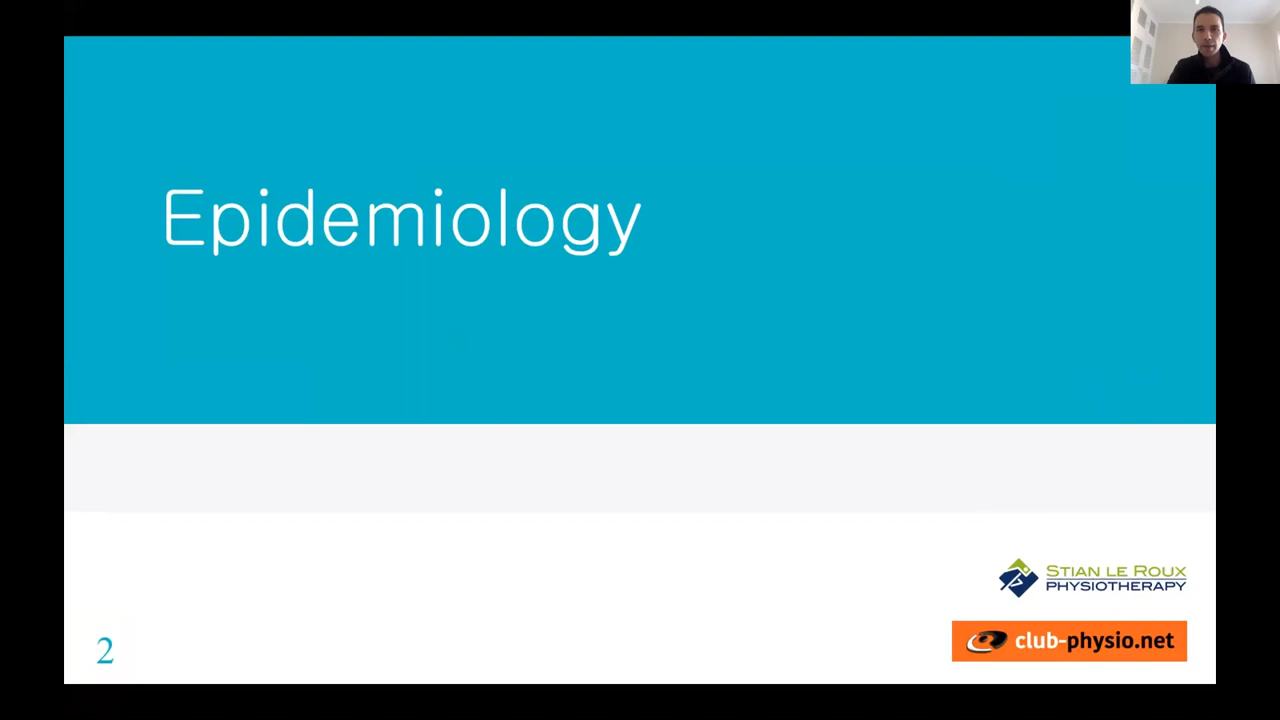 Epidemiology
STIAN LE ROUX
PHYSIOTHERAPY
club-physio.net
2